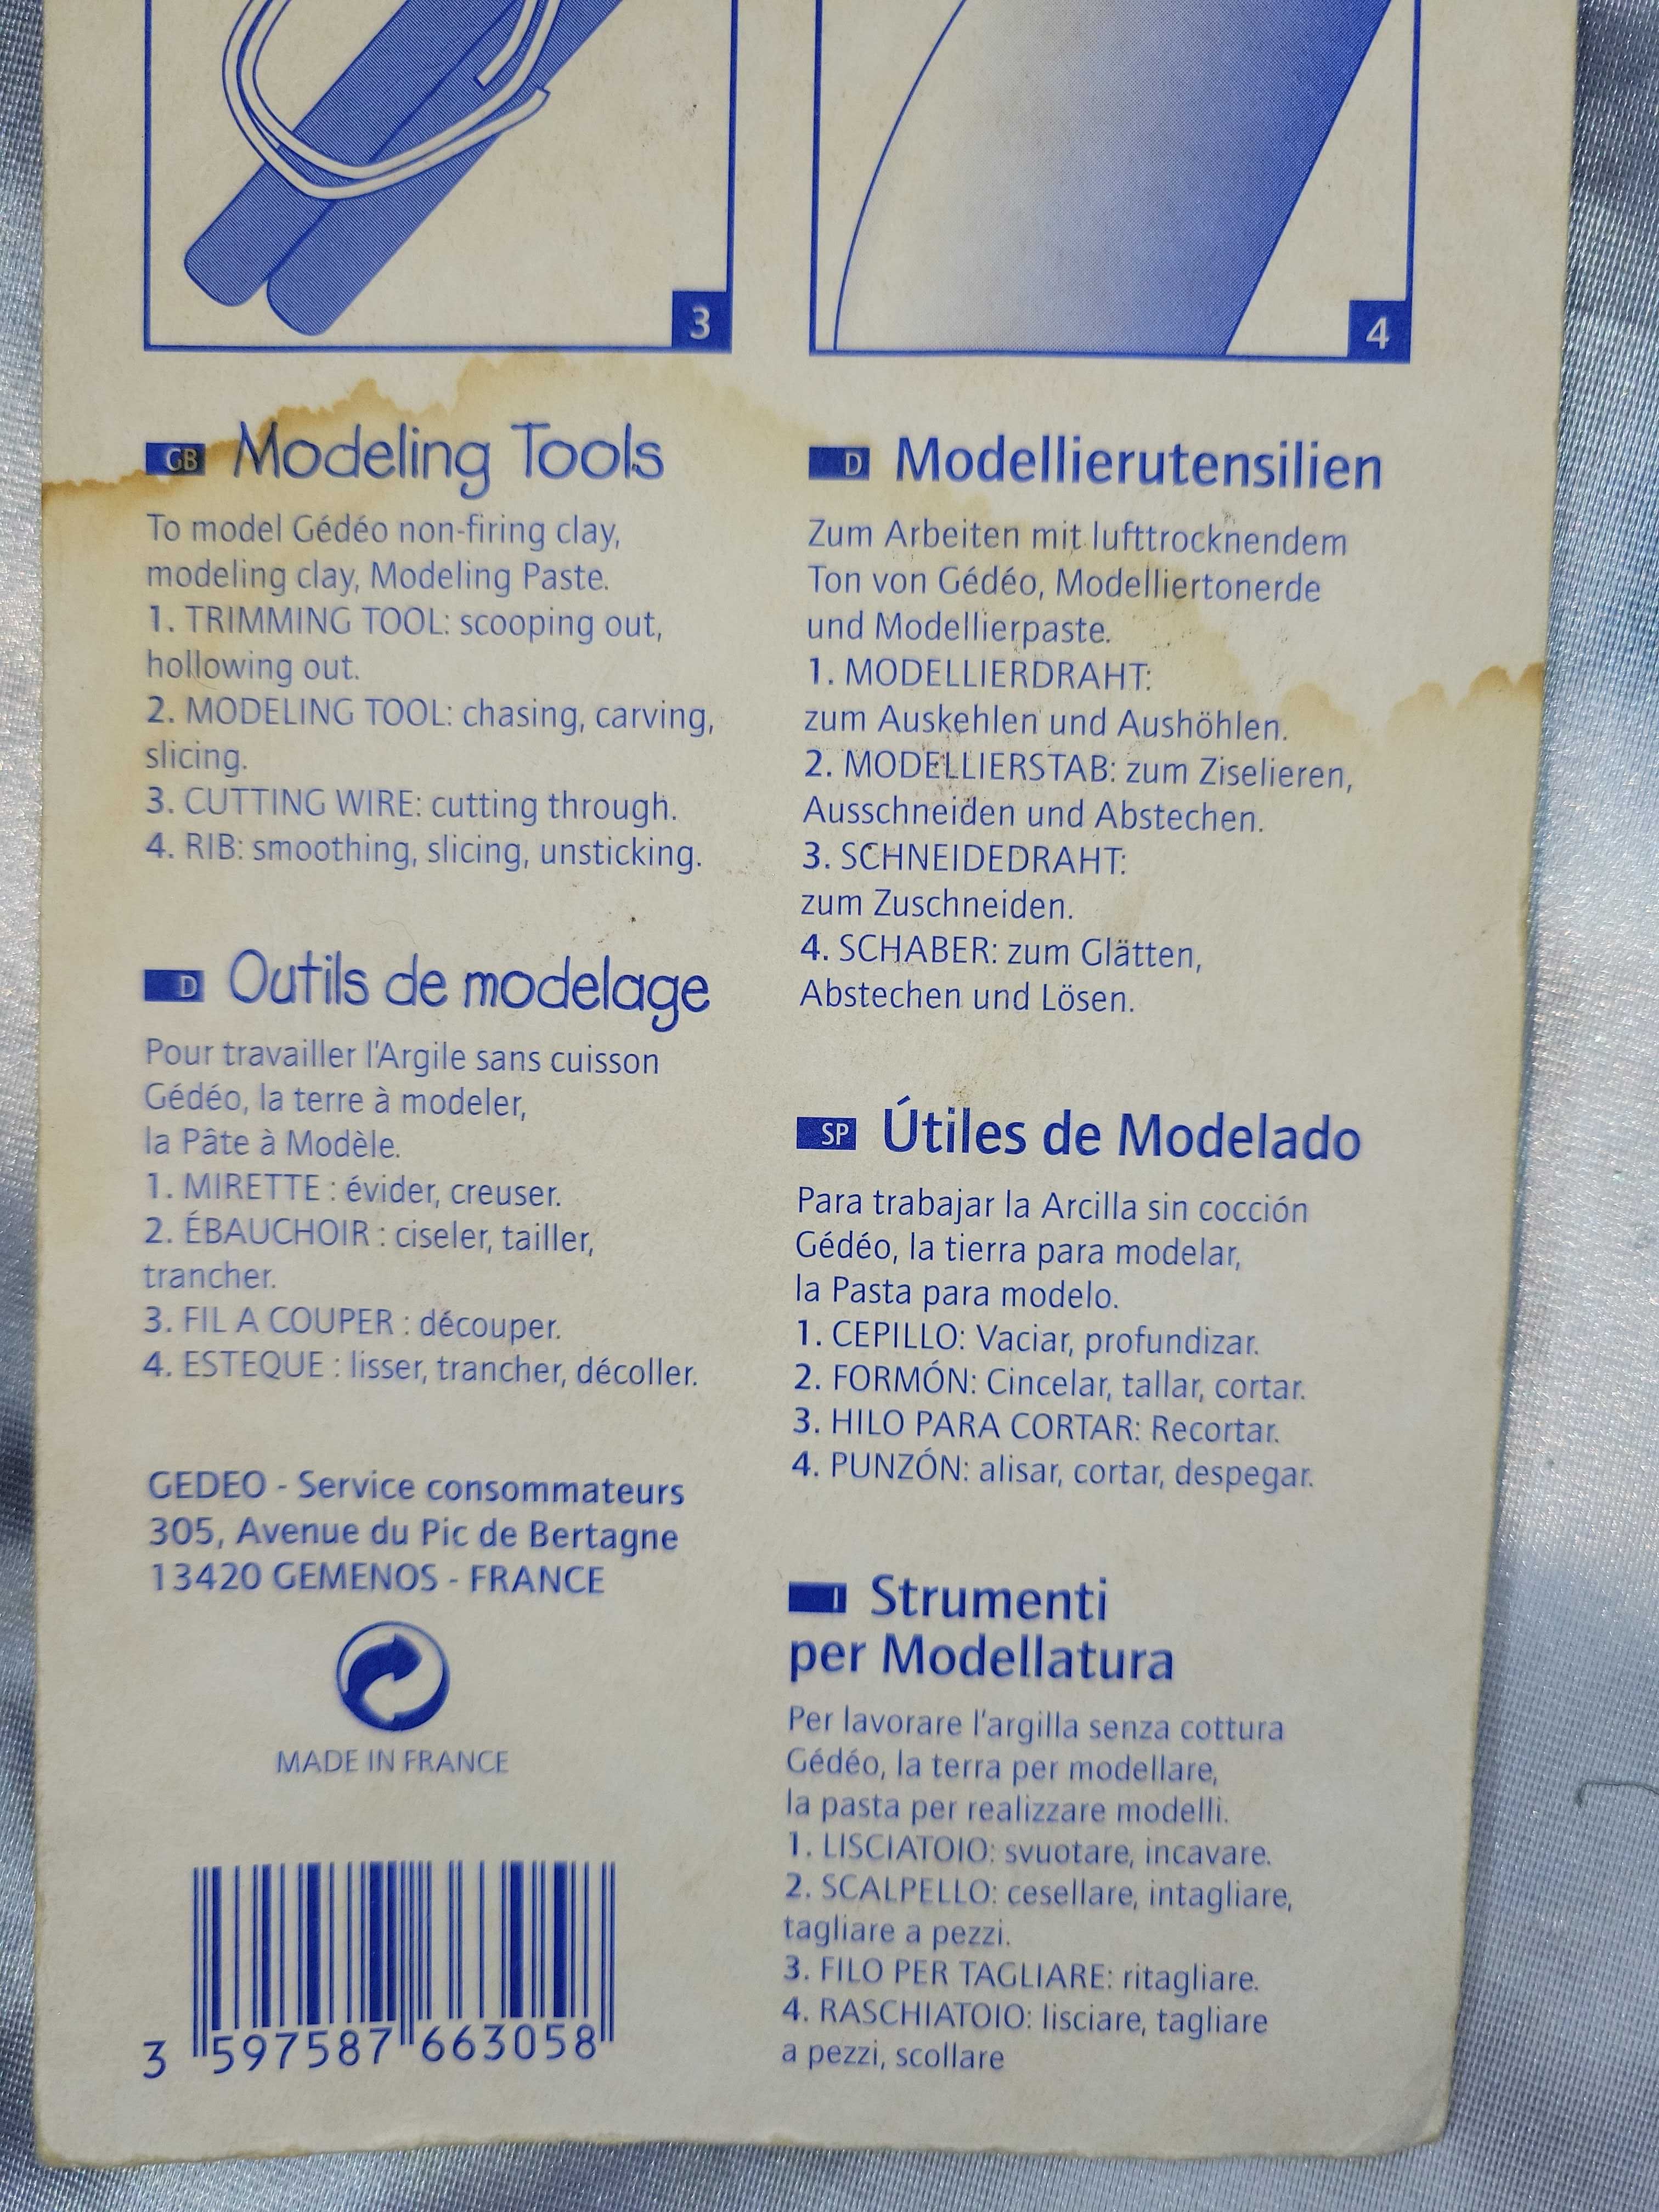 3
4
GB Modeling Tools
To model Gédéo non-firing clay,
modeling clay, Modeling Paste.
1. TRIMMING TOOL: scooping out,
hollowing out.
2. MODELING TOOL: chasing, carving,
slicing.
3. CUTTING WIRE: cutting through.
4. RIB: smoothing, slicing, unsticking.
D Outils de modelage
Pour travailler l'Argile sans cuisson
Gédéo, la terre à modeler,
la Pâte à Modèle.
1. MIRETTE : évider, creuser.
2. ÉBAUCHOIR : ciseler, tailler,
trancher.
3. FIL A COUPER : découper.
4. ESTEQUE : lisser, trancher, décoller.
GEDEO - Service consommateurs
305, Avenue du Pic de Bertagne
13420 GEMENOS - FRANCE
MADE IN FRANCE
3 597587 663058
D Modellierutensilien
Zum Arbeiten mit lufttrocknendem
Ton von Gédéo, Modelliertonerde
und Modellierpaste.
1. MODELLIERDRAHT:
zum Auskehlen und Aushöhlen.
2. MODELLIERSTAB: zum Ziselieren,
Ausschneiden und Abstechen.
3. SCHNEIDEDRAHT:
zum Zuschneiden.
4. SCHABER: zum Glätten,
Abstechen und Lösen.
SP Útiles de Modelado
Para trabajar la Arcilla sin cocción
Gédéo, la tierra para modelar,
la Pasta para modelo.
1. CEPILLO: Vaciar, profundizar.
2. FORMÓN: Cincelar, tallar, cortar.
3. HILO PARA CORTAR: Recortar.
4. PUNZÓN: alisar, cortar, despegar.
I Strumenti
per Modellatura
Per lavorare l'argilla senza cottura
Gédéo, la terra per modellare,
la pasta per realizzare modelli.
1. LISCIATOIO: svuotare, incavare.
2. SCALPELLO: cesellare, intagliare,
tagliare a pezzi.
3. FILO PER TAGLIARE: ritagliare.
4. RASCHIATOIO: lisciare, tagliare
a pezzi, scollare